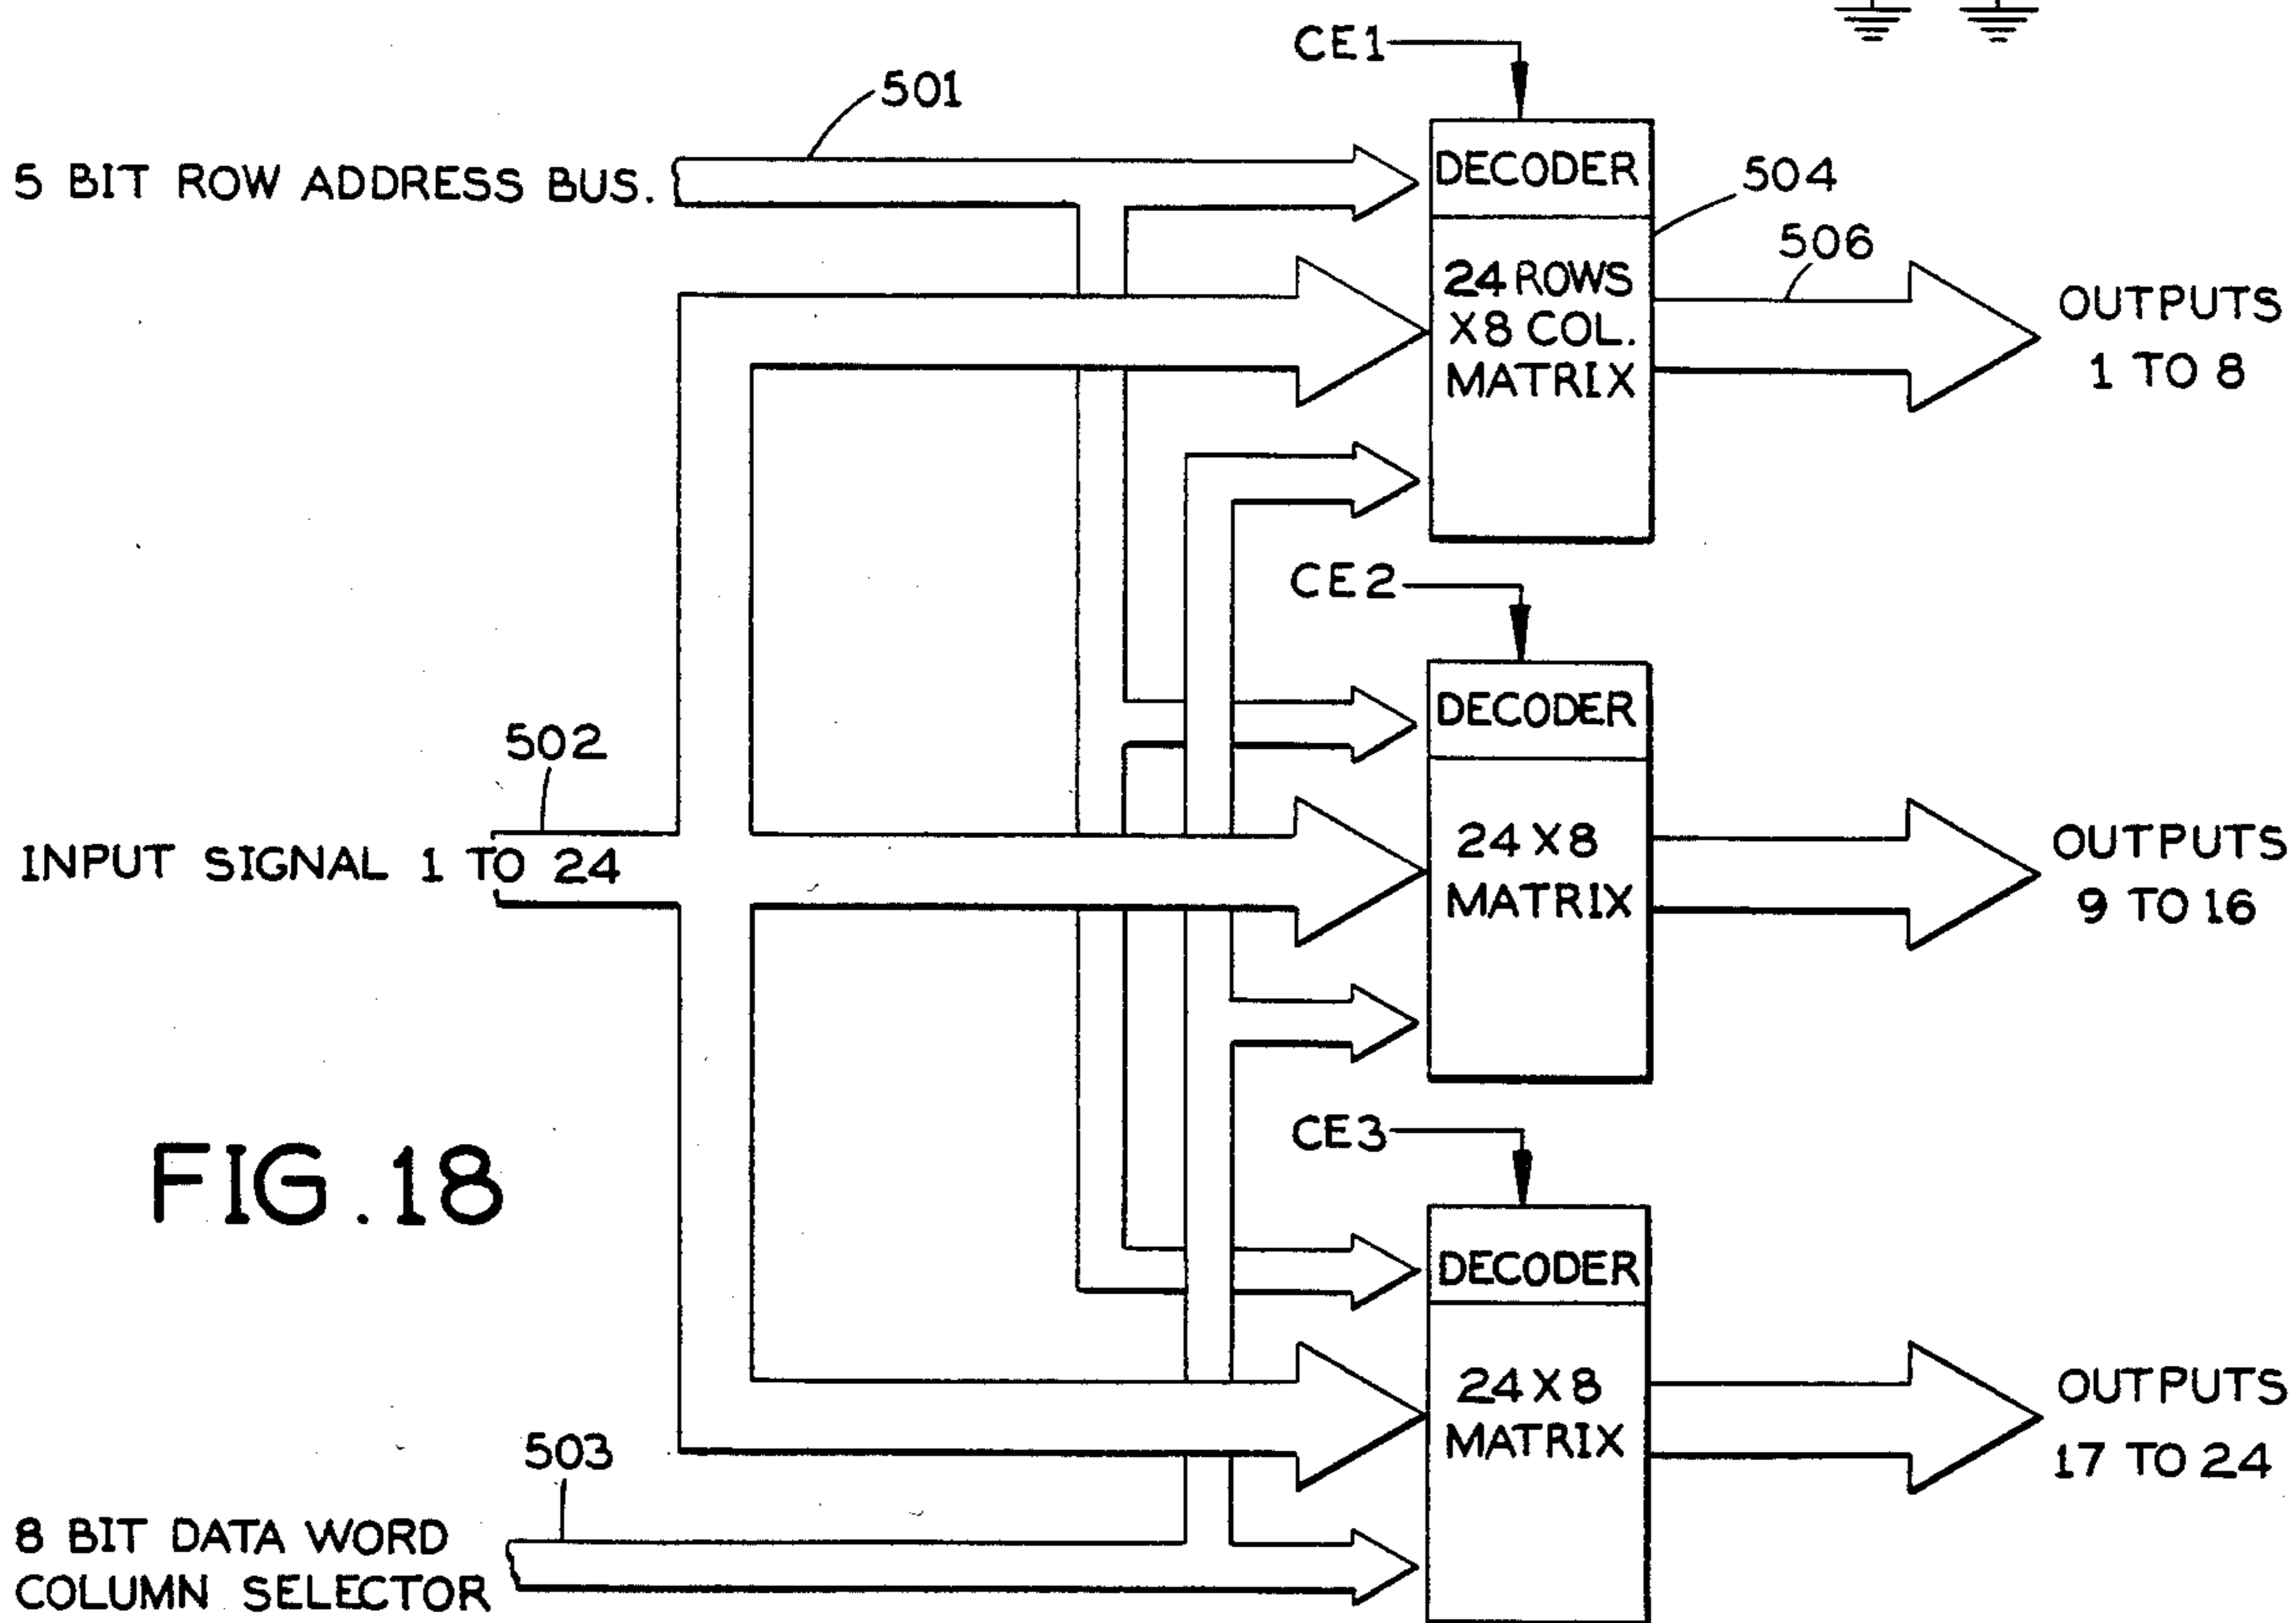 CE1
501
5 BIT ROW ADDRESS BUS.
DECODER
504
24 ROWS
X8 COL.
MATRIX
506
OUTPUTS
1 TO 8
CE2
DECODER
502
INPUT SIGNAL 1 TO 24
24 X 8
MATRIX
OUTPUTS
9 TO 16
CE3
FIG. 18
DECODER
24 X 8
MATRIX
OUTPUTS
17 TO 24
503
8 BIT DATA WORD
COLUMN SELECTOR